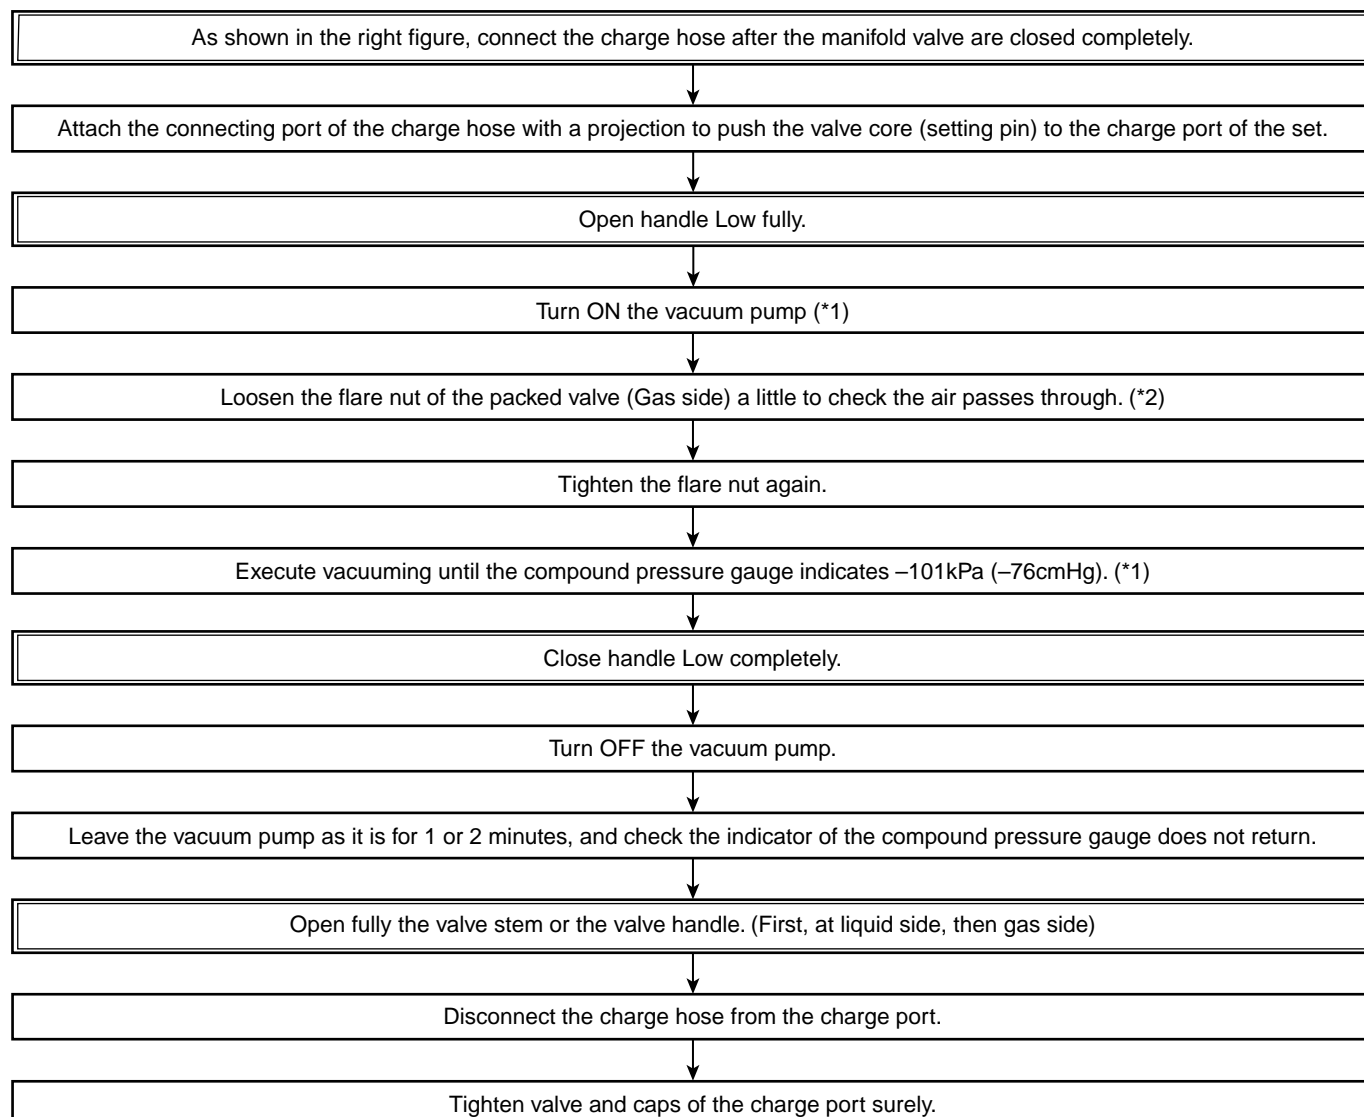 As shown in the right figure, connect the charge hose after the manifold valve are closed completely.
Attach the connecting port of the charge hose with a projection to push the valve core (setting pin) to the charge port of the set.
Open handle Low fully.
Turn ON the vacuum pump (*1)
Loosen the flare nut of the packed valve (Gas side) a little to check the air passes through. (*2)
Tighten the flare nut again.
Execute vacuuming until the compound pressure gauge indicates –101kPa (–76cmHg). (*1)
Close handle Low completely.
Turn OFF the vacuum pump.
Leave the vacuum pump as it is for 1 or 2 minutes, and check the indicator of the compound pressure gauge does not return.
Open fully the valve stem or the valve handle. (First, at liquid side, then gas side)
Disconnect the charge hose from the charge port.
Tighten valve and caps of the charge port surely.